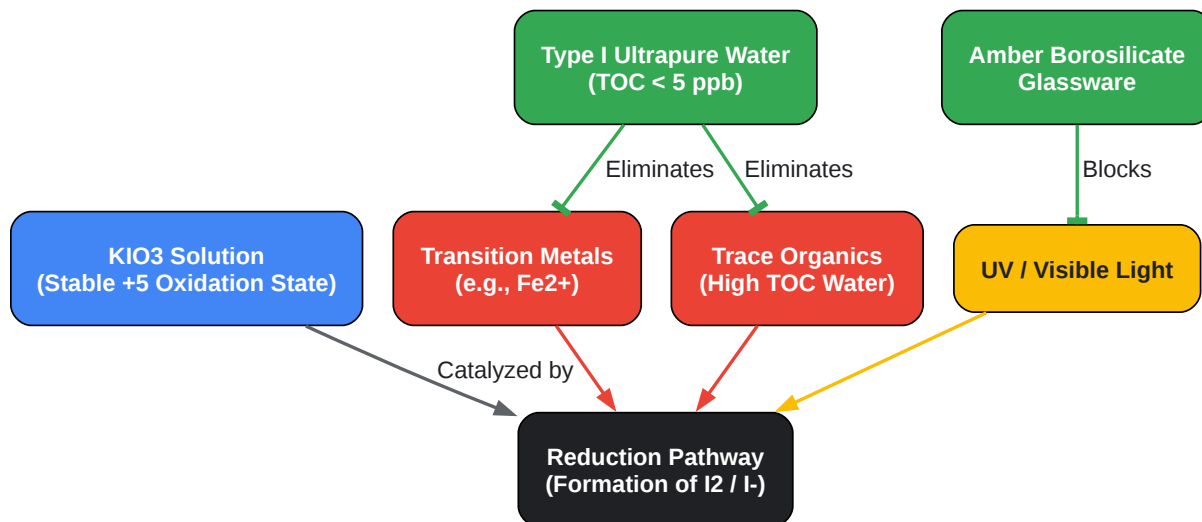 Type I Ultrapure Water
(TOC < 5 ppb)
Amber Borosilicate
Glassware
Eliminates
Eliminates
Blocks
KIO3 Solution
(Stable +5 Oxidation State)
Transition Metals
(e.g., Fe2+)
Trace Organics
(High TOC Water)
UV / Visible Light
Catalyzed by
Reduction Pathway
(Formation of I2 / I-)